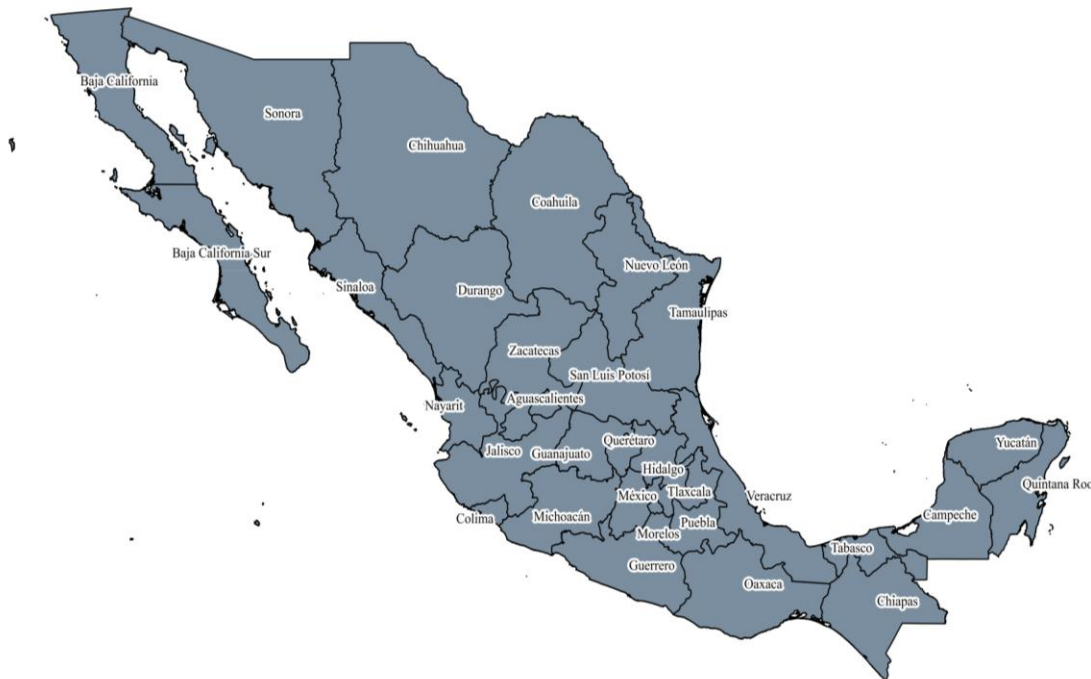 Baja California
Sonora
Chihuahua
Coahuila
Baja California Sur
Nuevo León
Sinaloa
Durango
Tamaulipas
Zacatecas
San Luis Potosí
Nayarit
Aguascalientes
Jalisco
Guanajuato
Querétaro
Yucatán
Hidalgo
Quintana Roo
México
Tlaxcala
Veracruz
Colima
Michoacán
Puebla
Campeche
Morelos
Tabasco
Guerrero
Oaxaca
Chiapas